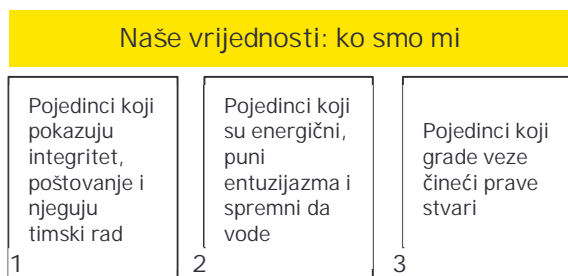 Naše vrijednosti: ko smo mi
Pojedinci koji
pokazuju
integritet,
poštovanje i
njeguju
timski rad
1
Pojedinci koji
su energični,
puni
entuzijazma i
spremni da
vode
2
Pojedinci koji
grade veze
čineći prave
stvari
3